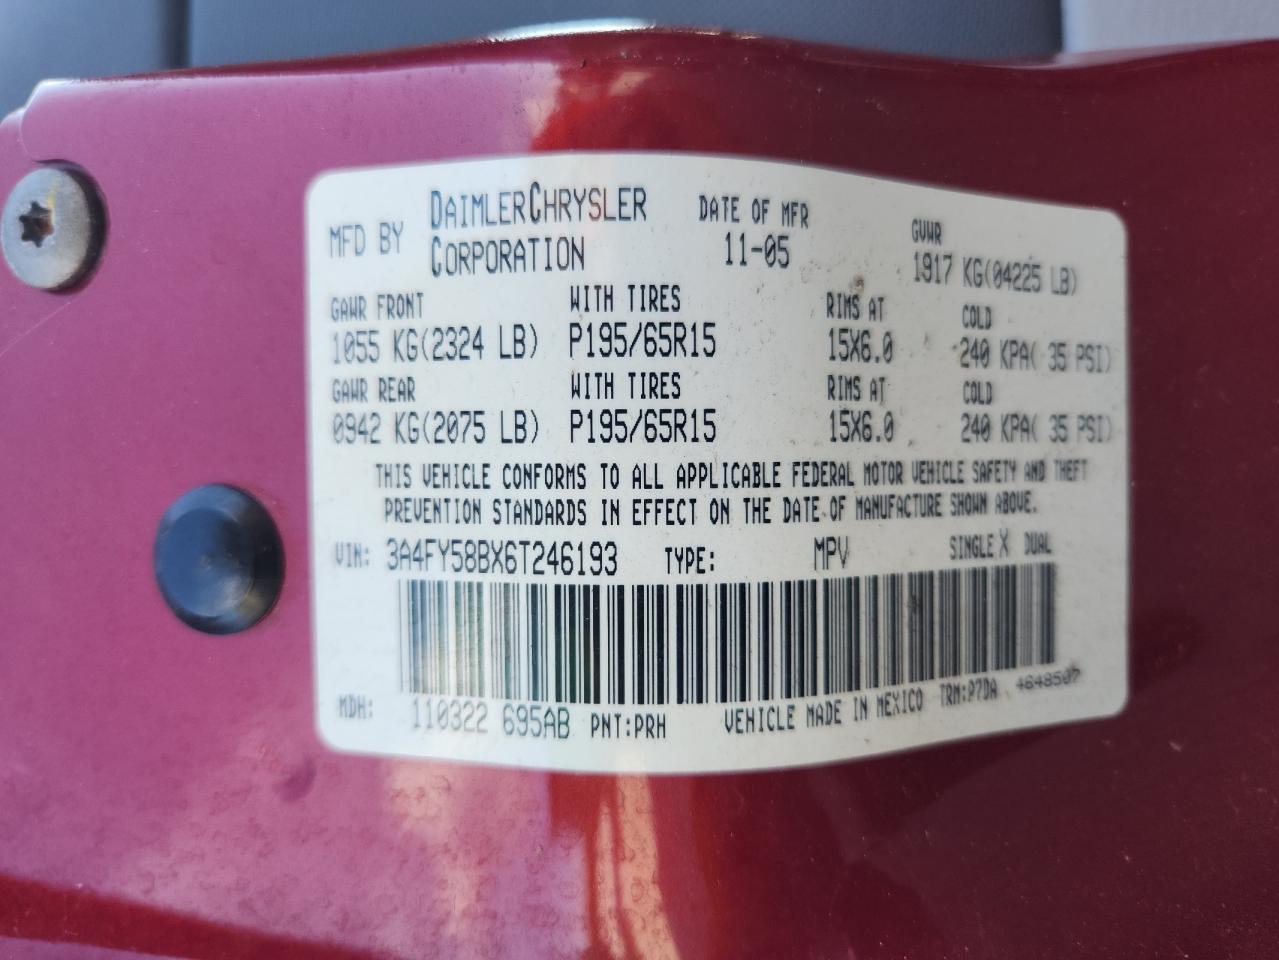 MFD BY DAIMLERCHRYSLER CORPORATION DATE OF MFR 11-05 GVWR 1917 KG(04225 LB)
GAWR FRONT WITH TIRES RIMS AT COLD
1055 KG(2324 LB) P195/65R15 15X6.0 240 KPA( 35 PSI)
GAWR REAR WITH TIRES RIMS AT COLD
0942 KG(2075 LB) P195/65R15 15X6.0 240 KPA( 35 PSI)
THIS VEHICLE CONFORMS TO ALL APPLICABLE FEDERAL MOTOR VEHICLE SAFETY AND THEFT
PREVENTION STANDARDS IN EFFECT ON THE DATE OF MANUFACTURE SHOWN ABOVE.
VIN: 3A4FY58BX6T246193 TYPE: MPV SINGLE X DUAL
MDH: 110322 695AB PNT:PRH VEHICLE MADE IN MEXICO TRM:P7DA 4648507